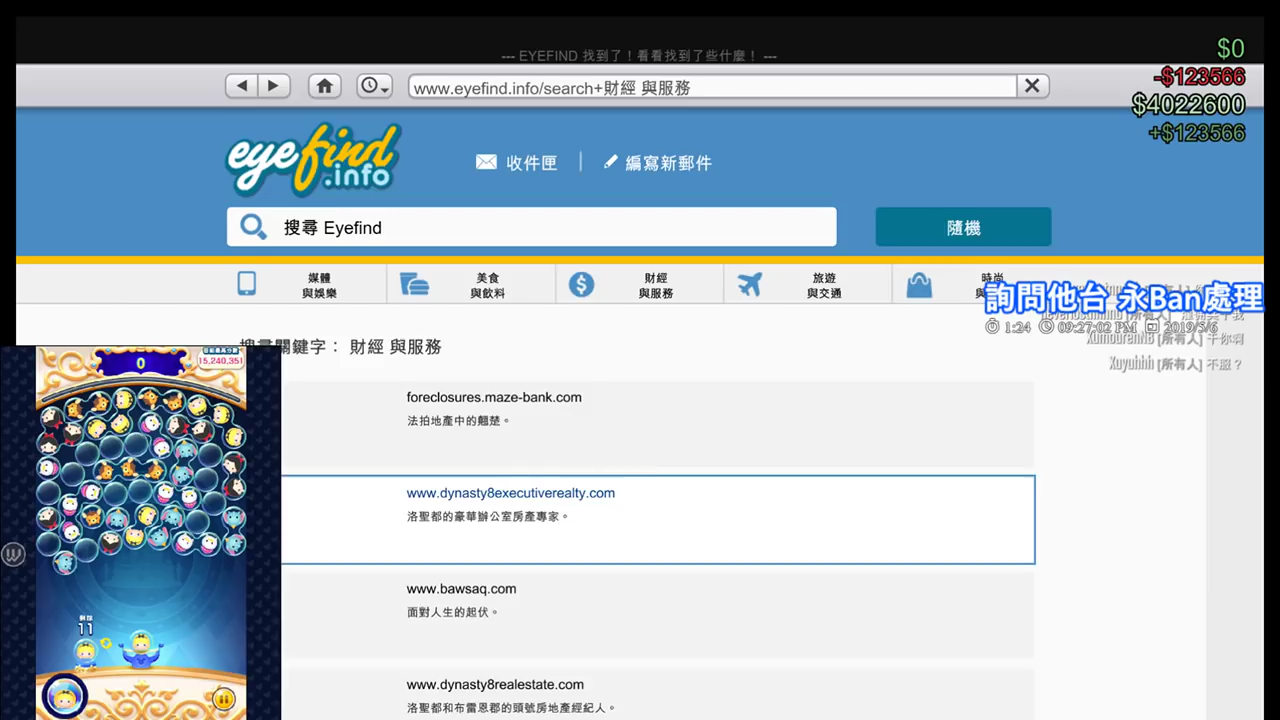 --- EYEFIND 找到了！看看找到了些什麼！ ---
$0
-$123566
$4022600
+$123566
www.eyefind.info/search+財經 與服務
eyefind
.info
收件匣
編寫新郵件
搜尋 Eyefind
隨機
媒體
與娛樂
美食
與飲料
財經
與服務
旅遊
與交通
時尚
詢問他台 永Ban處理
1:24 09:27:02 PM 2019/5/6
XumourenNB [所有人] 干你啊
Xuyuhhh [所有人] 不服？
搜尋關鍵字： 財經 與服務
foreclosures.maze-bank.com
法拍地產中的翹楚。
www.dynasty8executiverealty.com
洛聖都的豪華辦公室房產專家。
www.bawsaq.com
面對人生的起伏。
www.dynasty8realestate.com
洛聖都和布雷恩郡的頭號房地產經紀人。
0
15,240,351
11